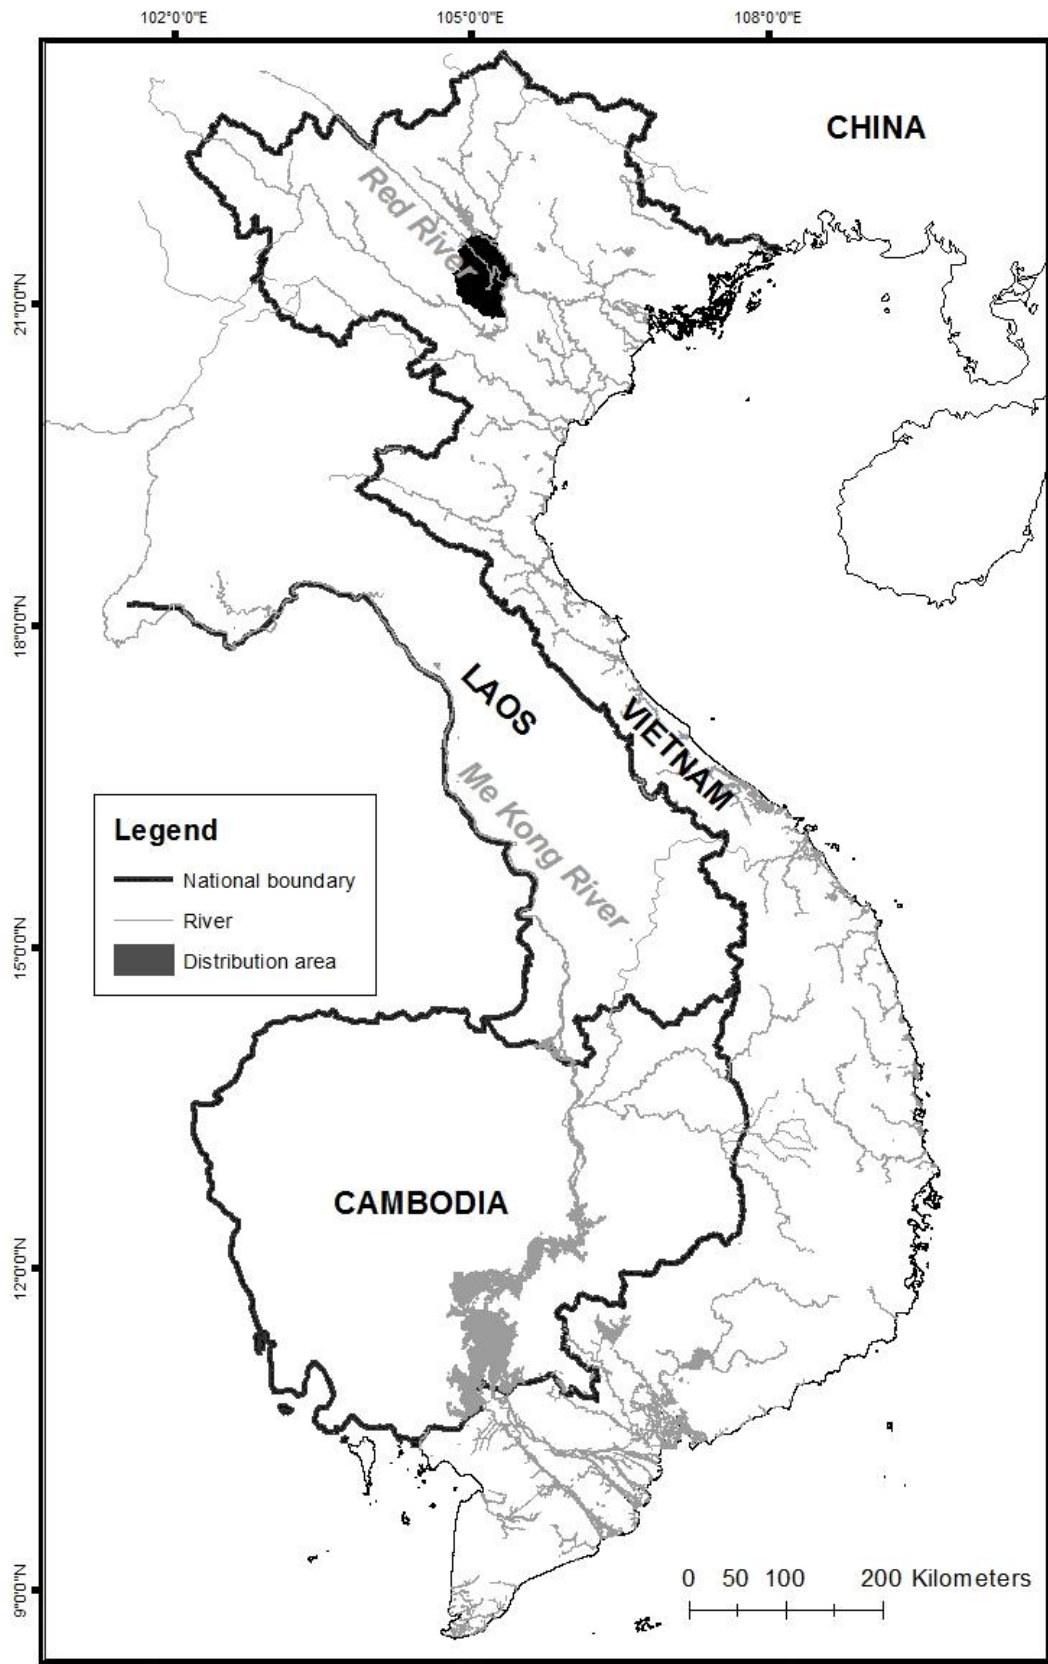 102°0'0"E 105°0'0"E 108°0'0"E
CHINA
Red River
21°0'0"N
18°0'0"N
LAOS
VIETNAM
Me Kong River
Legend
National boundary
River
Distribution area
15°0'0"N
CAMBODIA
12°0'0"N
9°0'0"N
0 50 100 200 Kilometers